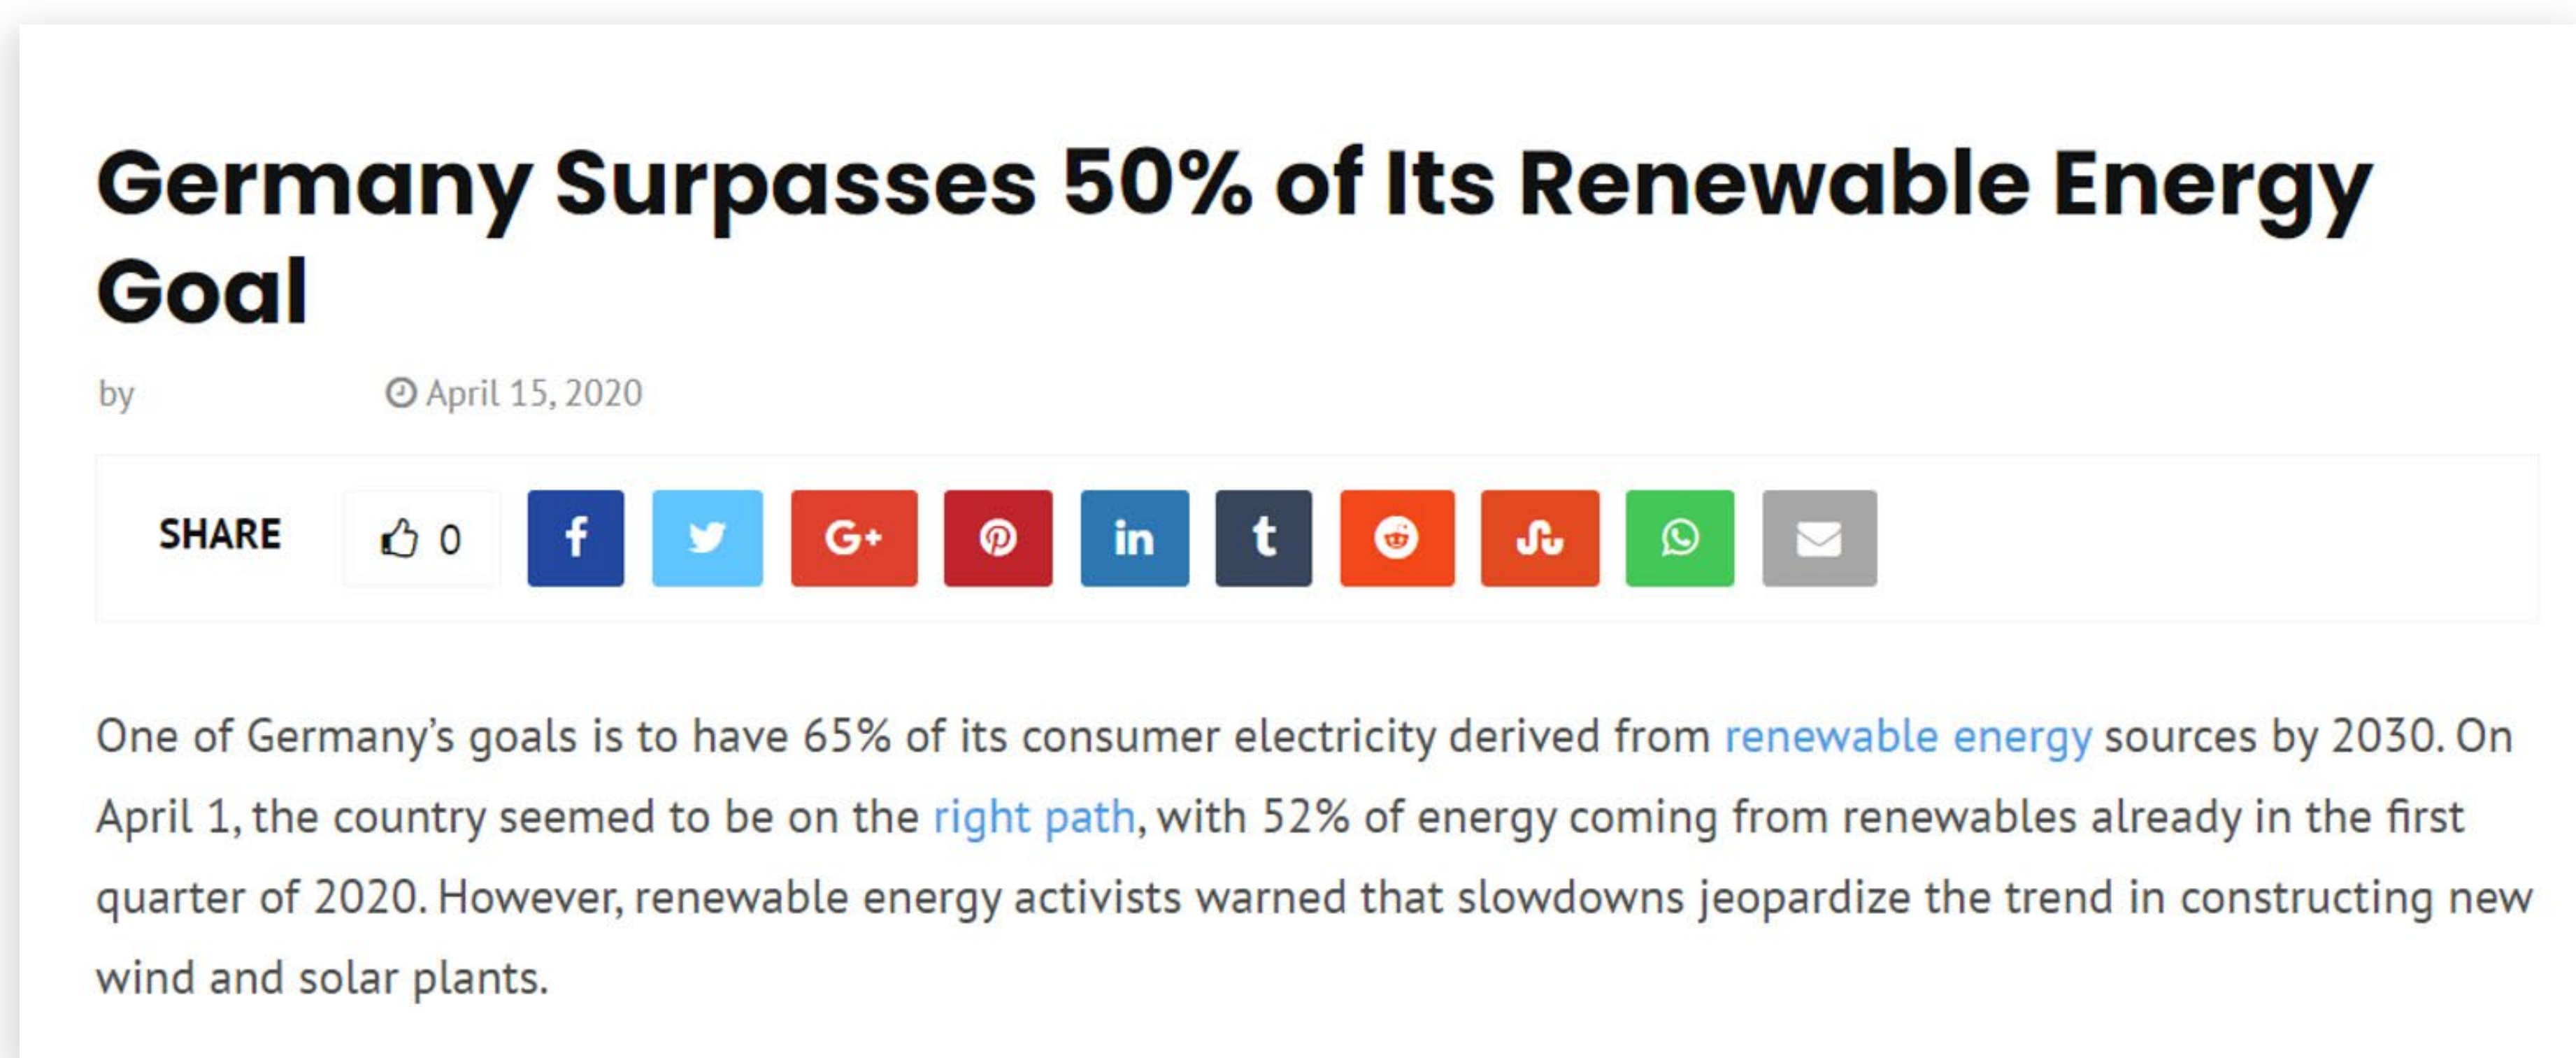 Germany Surpasses 50% of Its Renewable Energy
Goal
by April 15, 2020
SHARE 0 f G+ in t
One of Germany’s goals is to have 65% of its consumer electricity derived from renewable energy sources by 2030. On
April 1, the country seemed to be on the right path, with 52% of energy coming from renewables already in the first
quarter of 2020. However, renewable energy activists warned that slowdowns jeopardize the trend in constructing new
wind and solar plants.